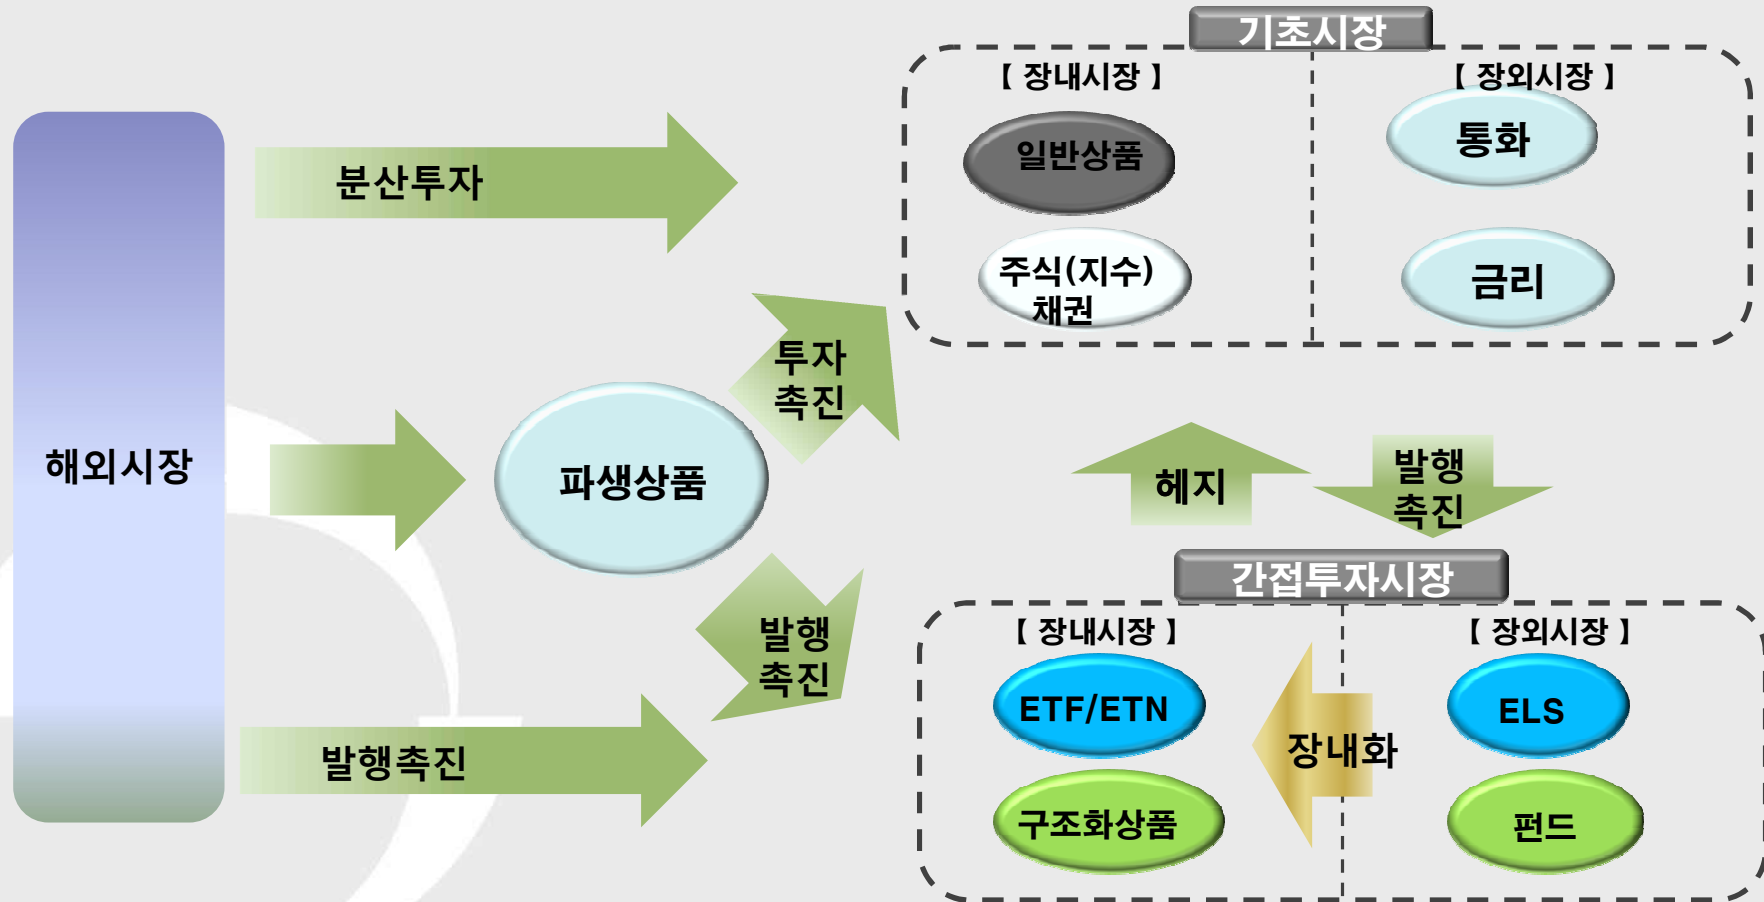 기초시장
【 장내시장 】
【 장외시장 】
일반상품
통화
주식(지수)
채권
금리
분산투자
투자
촉진
해외시장
파생상품
헤지
발행
촉진
발행
촉진
발행촉진
간접투자시장
【 장내시장 】
【 장외시장 】
ETF/ETN
ELS
장내화
구조화상품
펀드